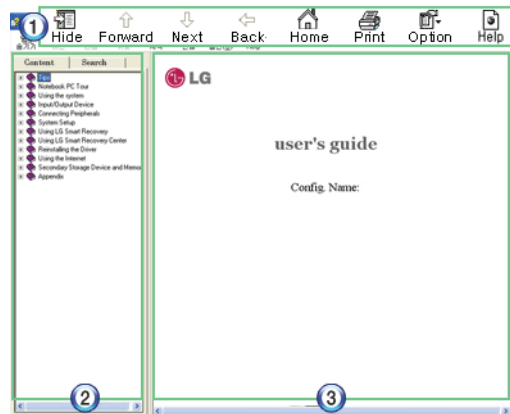 1
Hide Forward Next Back Home Print Option Help
Content Search
Tips
Notebook PC Tour
Using the system
Input/Output Device
Connecting Peripherals
System Setup
Using LG Smart Recovery
Using LG Smart Recovery Center
Reinstalling the Driver
Using the Internet
Secondary Storage Device and Memo
Appendix
LG
user's guide
Config. Name:
2
3